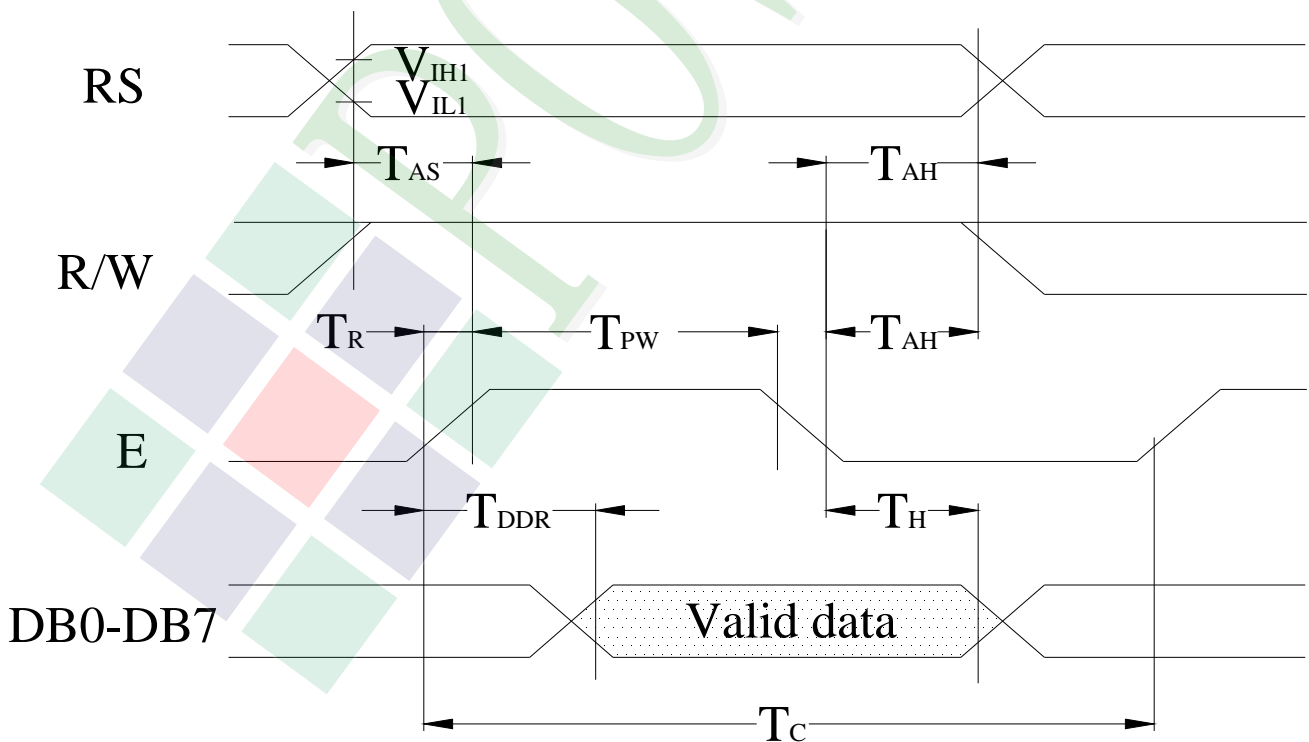 RS
VIH1
VIL1
TAS
TAH
R/W
TR
TPW
TAH
E
TDDR
TH
DB0-DB7
Valid data
TC